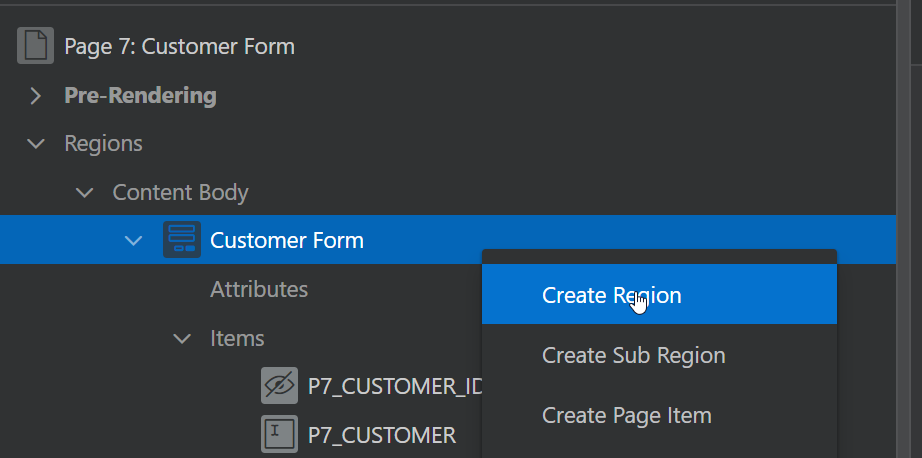 Page 7: Customer Form
Pre-Rendering
Regions
Content Body
Customer Form
Create Region
Attributes
Create Sub Region
Items
P7_CUSTOMER_ID
Create Page Item
P7_CUSTOMER